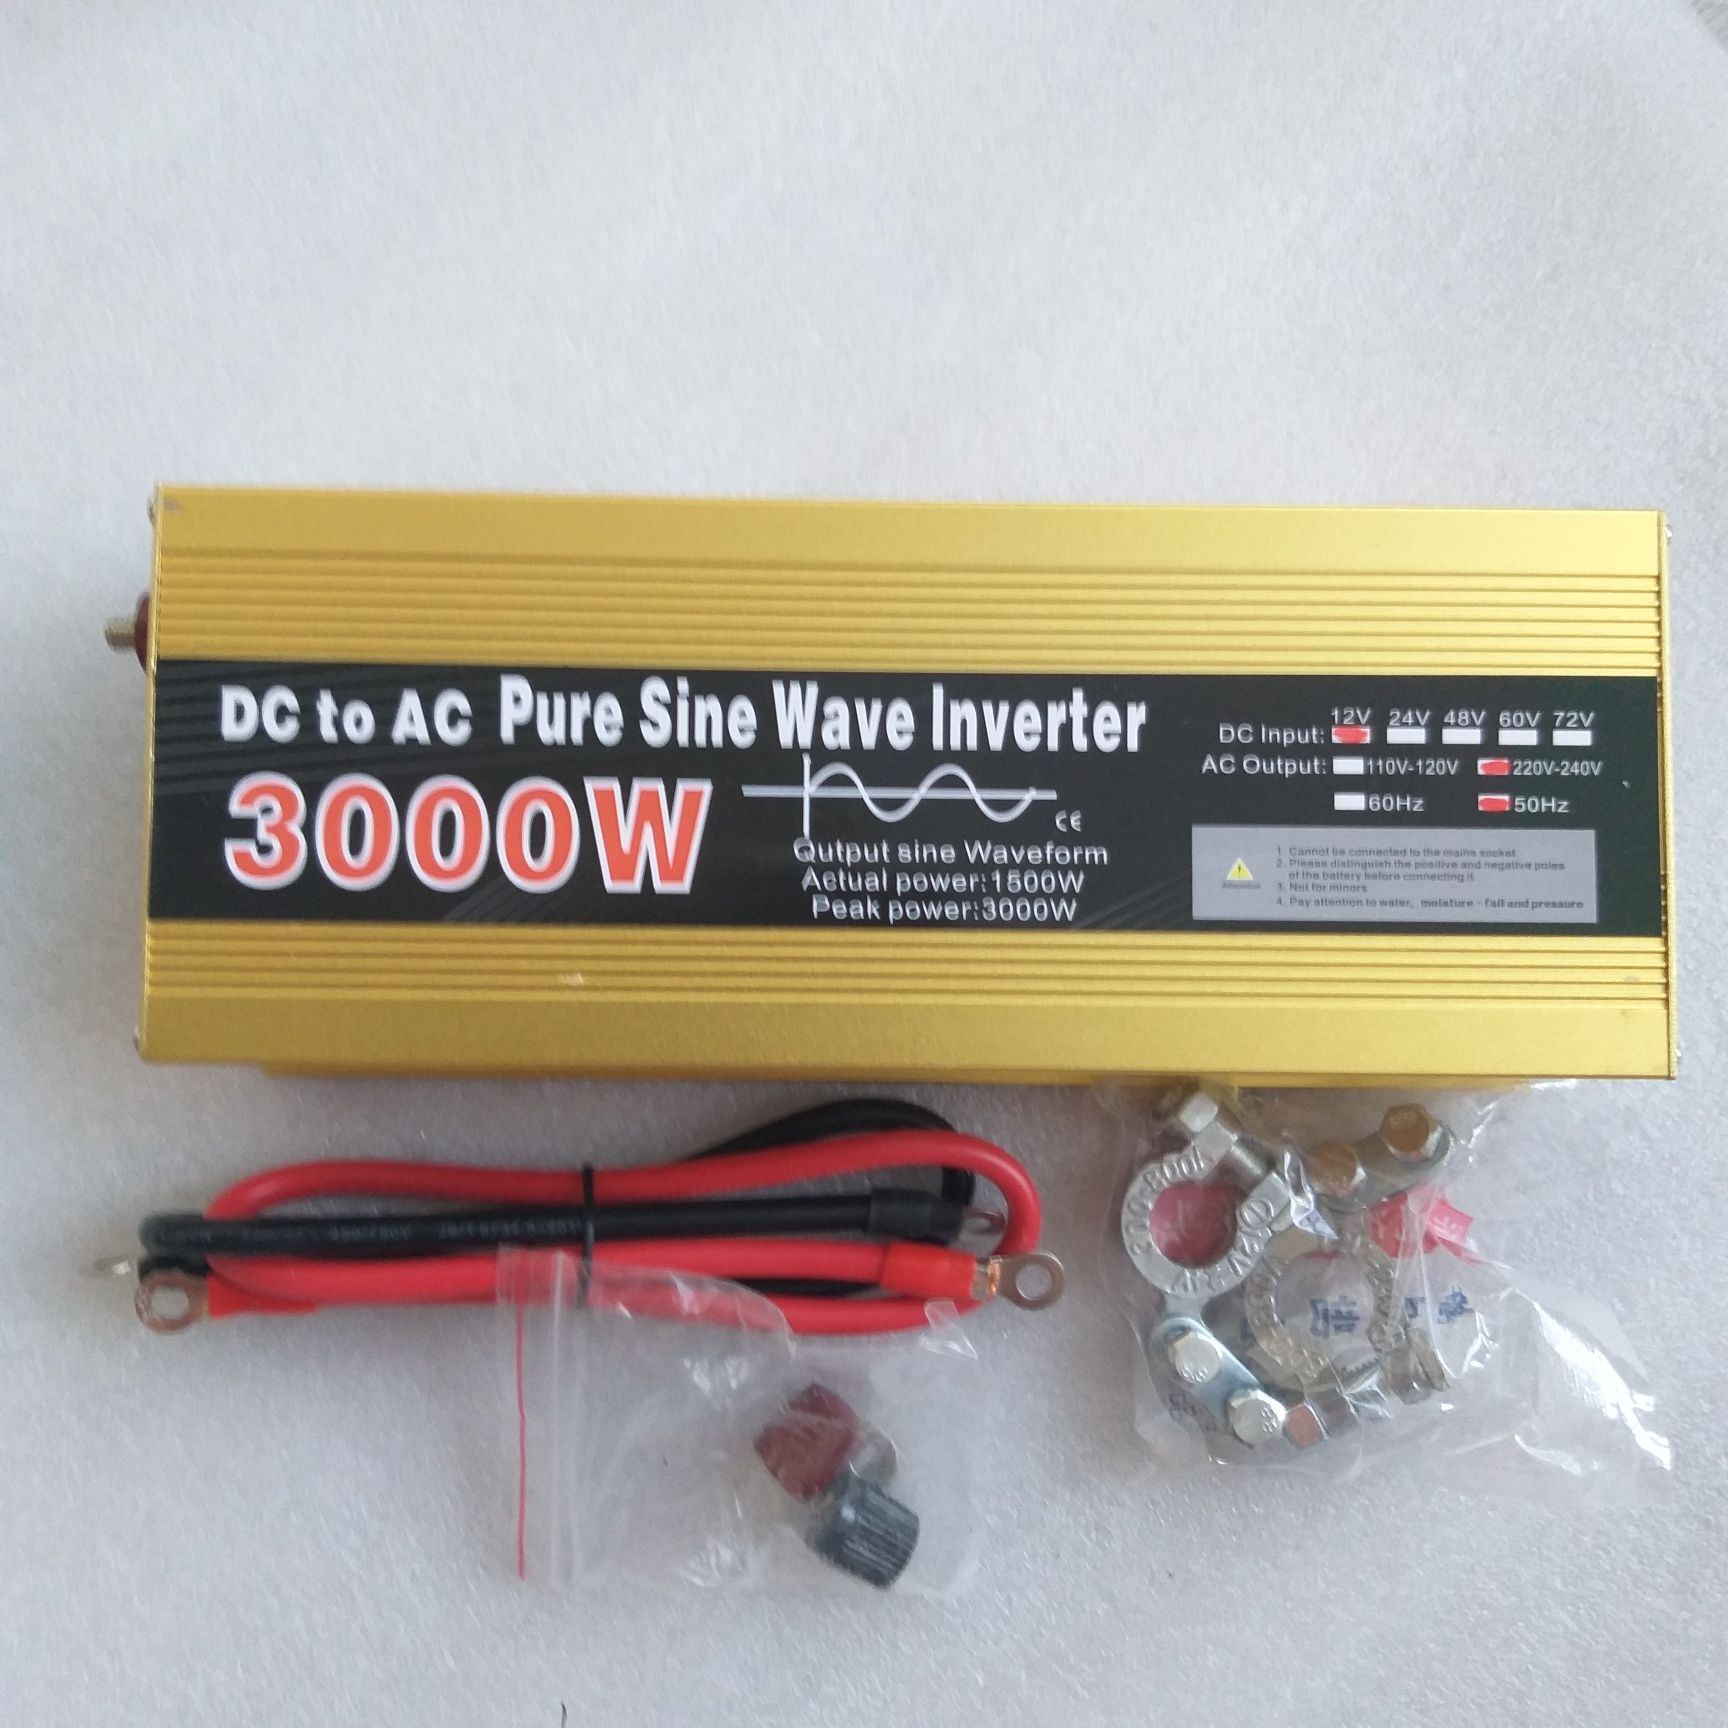 DC to AC Pure Sine Wave Inverter
3000W
CE
Qutput sine Waveform
Actual power:1500W
Peak power:3000W
12V 24V 48V 60V 72V
DC Input:
AC Output: 110V-120V 220V-240V
60Hz 50Hz
Attention
1. Cannot be connected to the mains socket
2. Please distinguish the positive and negative poles
of the battery before connecting it
3. Not for minors
4. Pay attention to water, moisture - fall and pressure
8.8